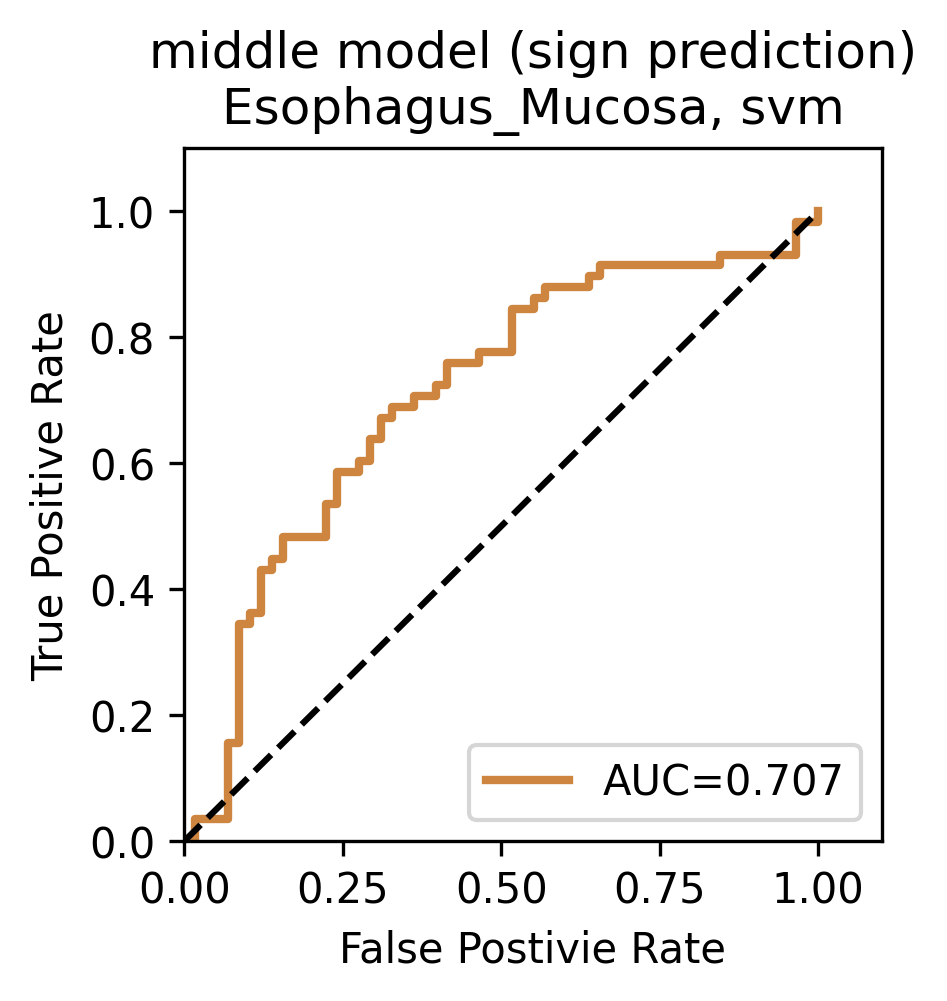 middle model (sign prediction)
Esophagus_Mucosa, svm
True Positive Rate
1.0
0.8
0.6
0.4
0.2
0.0
AUC=0.707
0.00 0.25 0.50 0.75 1.00
False Postivie Rate